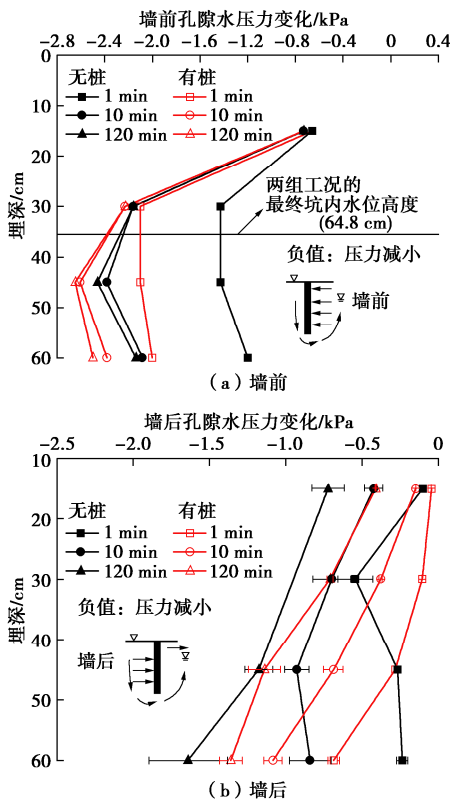 墙前孔隙水压力变化/kPa
-2.8 -2.4 -2.0 -1.6 -1.2 -0.8 -0.4 0 0.4
0
10
20
30
40
50
60
埋深/cm
无桩 有桩
1 min 1 min
10 min 10 min
120 min 120 min
两组工况的
最终坑内水位高度
(64.8 cm)
负值：压力减小
墙前
（a）墙前
墙后孔隙水压力变化/kPa
-2.5 -2.0 -1.5 -1.0 -0.5 0
10
20
30
40
50
60
埋深/cm
无桩 有桩
1 min 1 min
10 min 10 min
120 min 120 min
负值：压力减小
墙后
（b）墙后